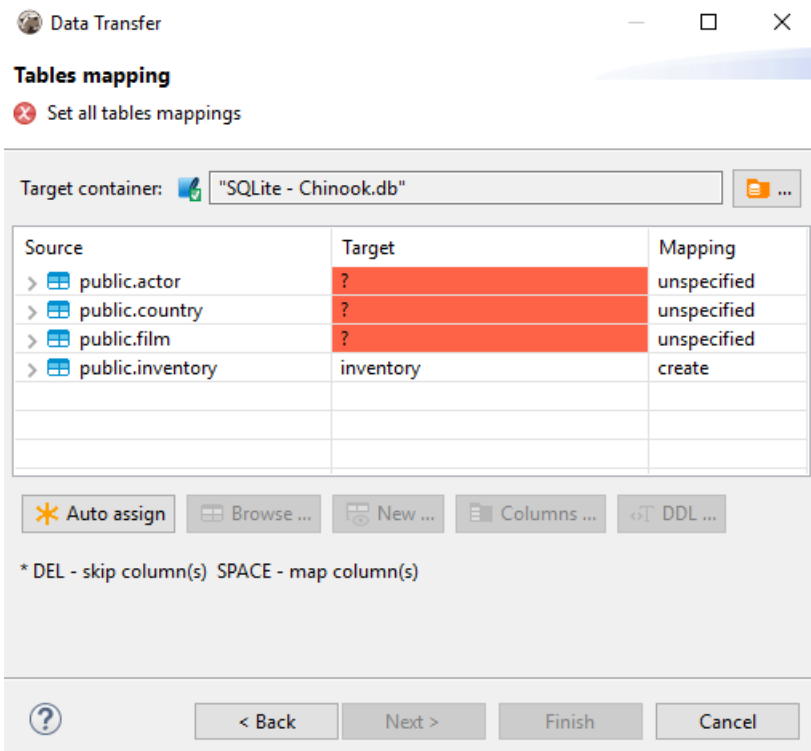 Data Transfer
Tables mapping
Set all tables mappings
Target container: "SQLite - Chinook.db" ...
Source Target Mapping
public.actor ? unspecified
public.country ? unspecified
public.film ? unspecified
public.inventory inventory create
Auto assign Browse ... New ... Columns ... DDL ...
* DEL - skip column(s) SPACE - map column(s)
? < Back Next > Finish Cancel